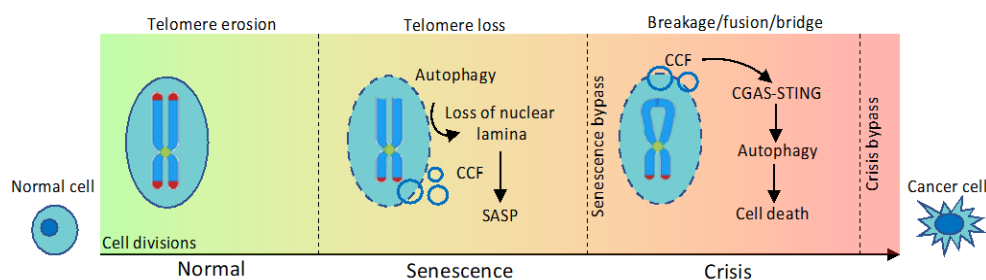 Telomere erosion
Telomere loss
Breakage/fusion/bridge
Autophagy
Loss of nuclear
lamina
CCF
SASP
Senescence bypass
CCF
CGAS-STING
Autophagy
Cell death
Crisis bypass
Normal cell
Cancer cell
Cell divisions
Normal
Senescence
Crisis